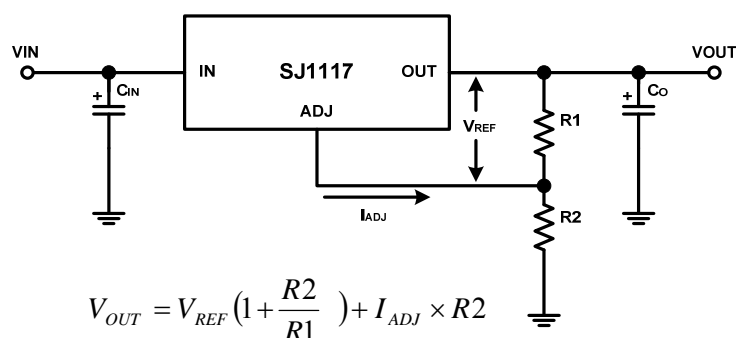 VIN
VOUT
IN
SJ1117
OUT
ADJ
+
CIN
VREF
R1
+
CO
IADJ
R2
VOUT = VREF(1 + R2/R1) + IADJ × R2